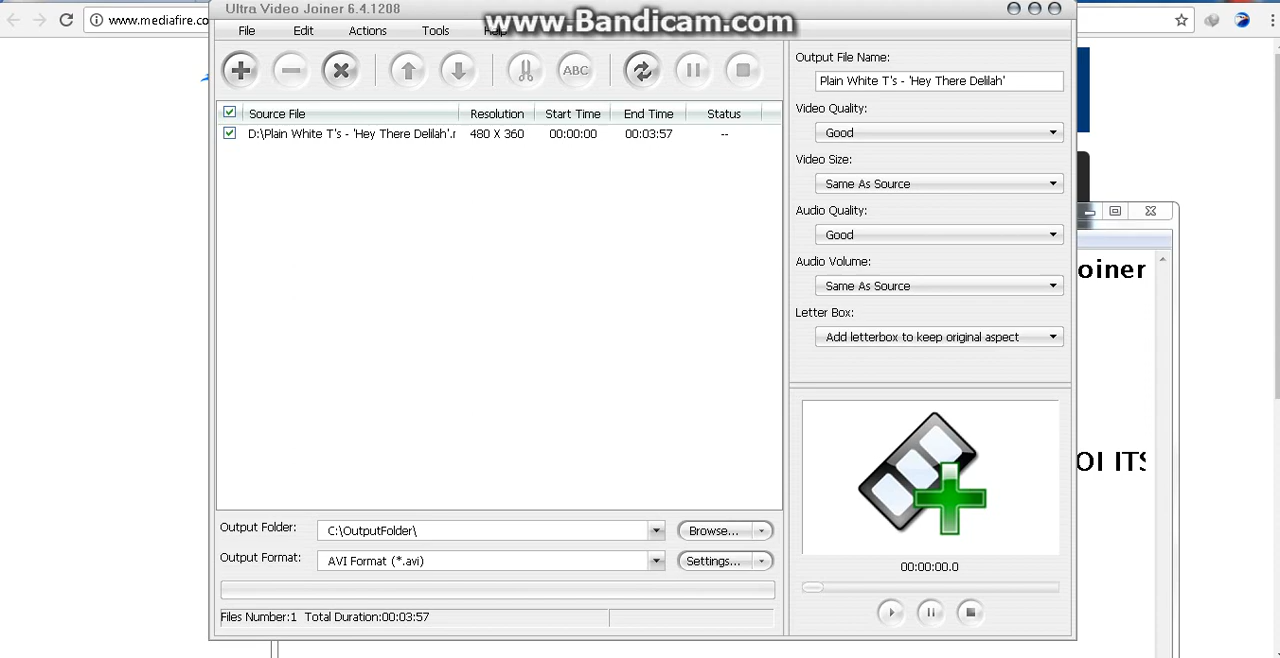 www.mediafire.co
Ultra Video Joiner 6.4.1208
www.Bandicam.com
File Edit Actions Tools Help
ABC
Source File Resolution Start Time End Time Status
D:\Plain White T's - 'Hey There Delilah'.r 480 X 360 00:00:00 00:03:57 --
Output File Name:
Plain White T's - 'Hey There Delilah'
Video Quality:
Good
Video Size:
Same As Source
Audio Quality:
Good
Audio Volume:
Same As Source
Letter Box:
Add letterbox to keep original aspect
oiner
OI ITS
Output Folder: C:\OutputFolder\ Browse...
Output Format: AVI Format (*.avi) Settings...
00:00:00.0
Files Number:1 Total Duration:00:03:57